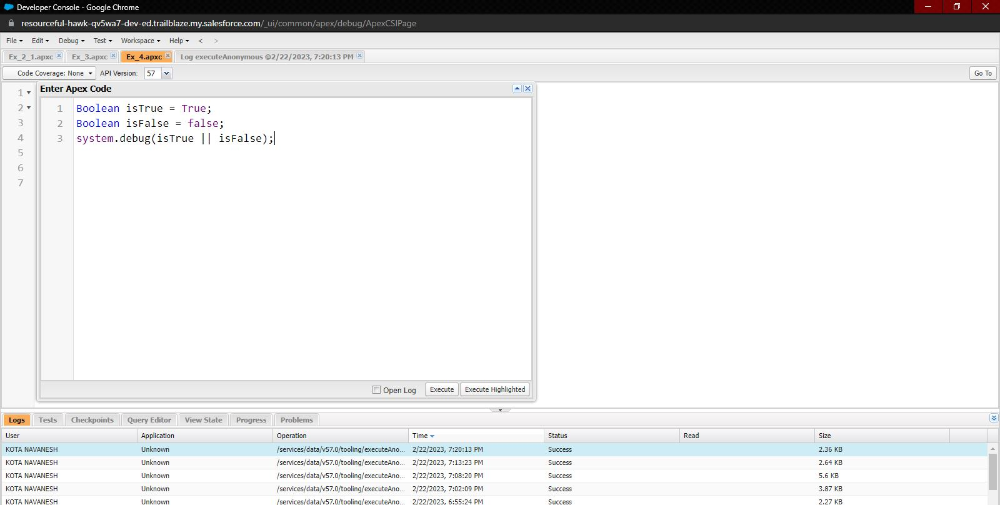 Developer Console - Google Chrome
resourceful-hawk-qv5wa7-dev-ed.trailblaze.my.salesforce.com/_ui/common/apex/debug/ApexCSIPage
File Edit Debug Test Workspace Help < >
Ex_2_1.apxc Ex_3.apxc Ex_4.apxc Log executeAnonymous @2/22/2023, 7:20:13 PM
Code Coverage: None API Version: 57 Go To
1
2
3
4
5
6
7
Enter Apex Code
1 Boolean isTrue = True;
2 Boolean isFalse = false;
3 system.debug(isTrue || isFalse);
Open Log Execute Execute Highlighted
Logs Tests Checkpoints Query Editor View State Progress Problems
User Application Operation Time Status Read Size
KOTA NAVANESH Unknown /services/data/v57.0/tooling/executeAno... 2/22/2023, 7:20:13 PM Success 2.36 KB
KOTA NAVANESH Unknown /services/data/v57.0/tooling/executeAno... 2/22/2023, 7:13:23 PM Success 2.64 KB
KOTA NAVANESH Unknown /services/data/v57.0/tooling/executeAno... 2/22/2023, 7:08:20 PM Success 5.6 KB
KOTA NAVANESH Unknown /services/data/v57.0/tooling/executeAno... 2/22/2023, 7:02:09 PM Success 3.87 KB
KOTA NAVANESH Unknown /services/data/v57.0/tooling/executeAno... 2/22/2023, 6:55:24 PM Success 2.27 KB